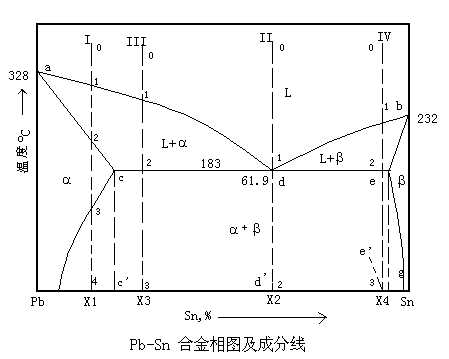 I III II IV
0 0 0 0
a
328
1 1 1 b
L
232
温度℃
2 L+α 1 L+β
α c 2 183 61.9 d 2 e β
3 α+β
e'
4 c' 3 d' 2 3 g
Pb X1 X3 X2 X4 Sn
Sn,%
Pb-Sn 合金相图及成分线